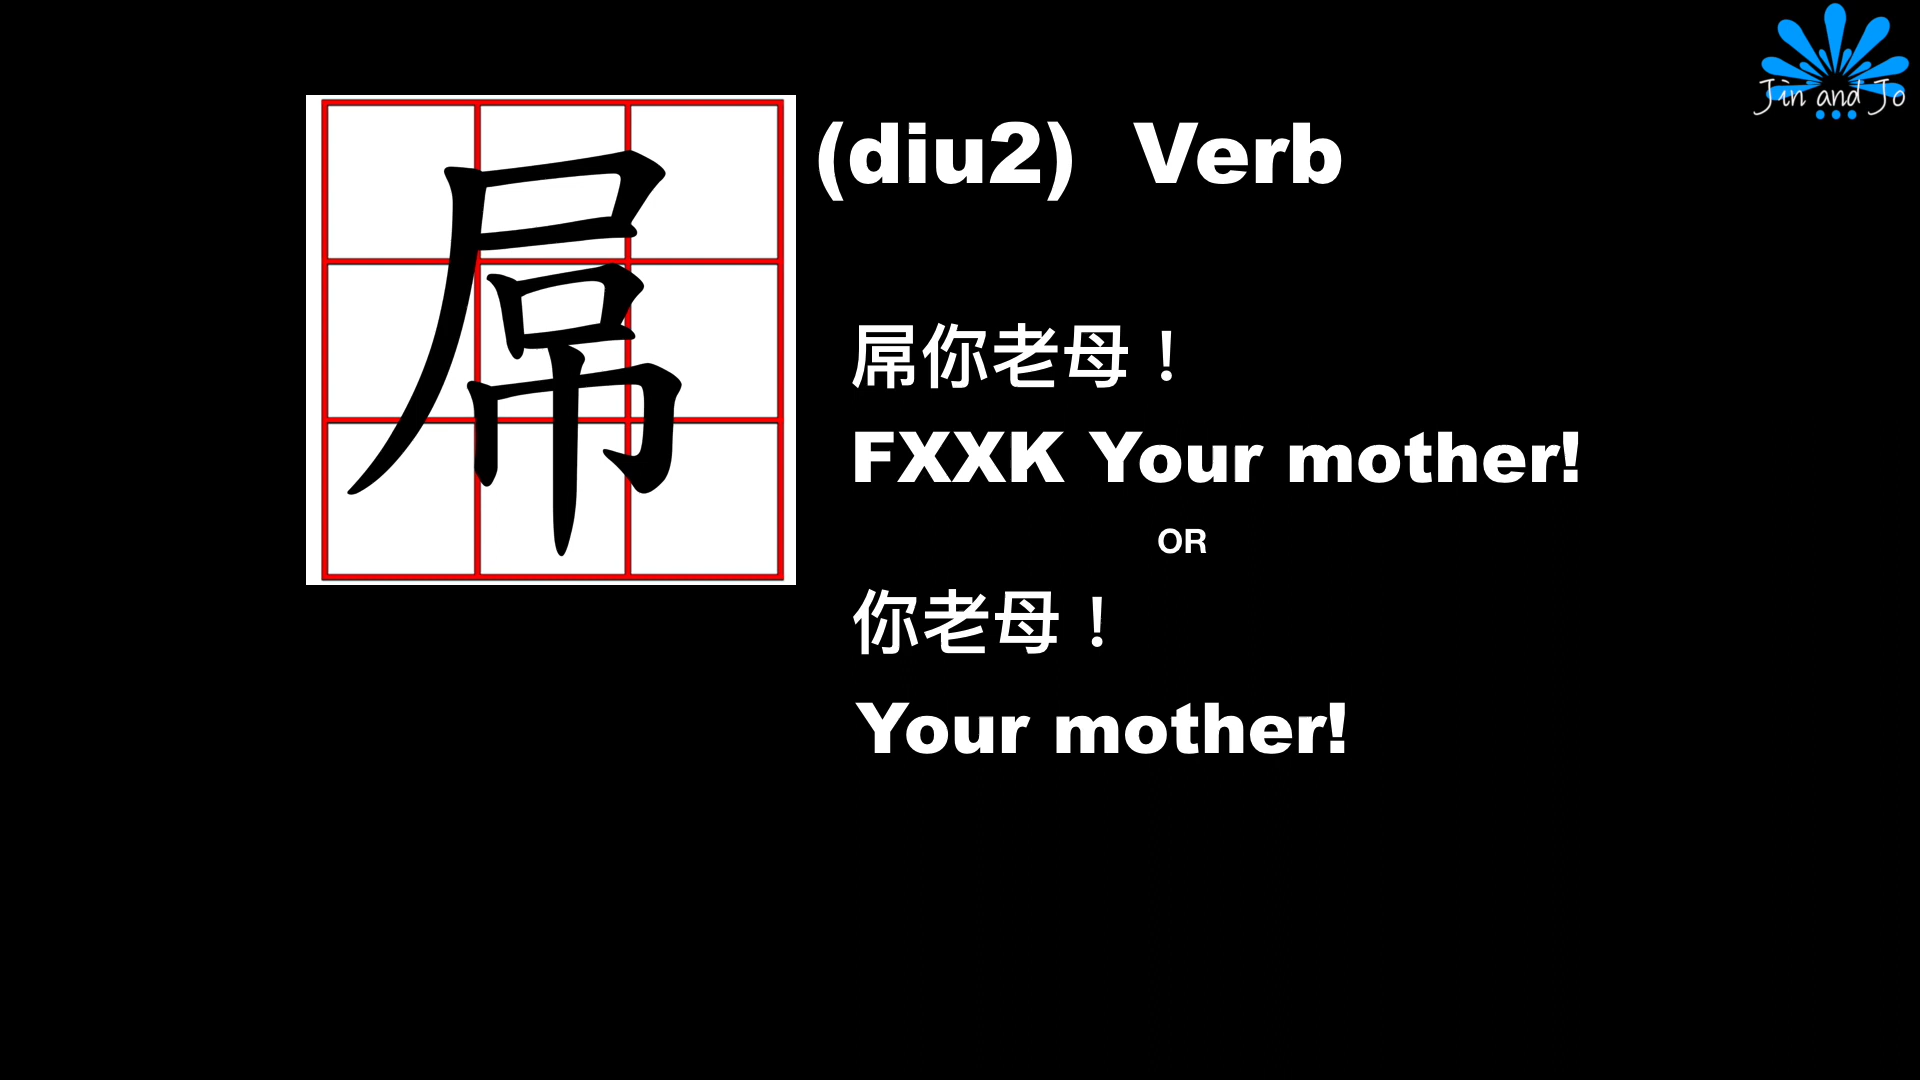 屌
(diu2) Verb
屌你老母！
FXXK Your mother!
OR
你老母！
Your mother!
Jin and Jo